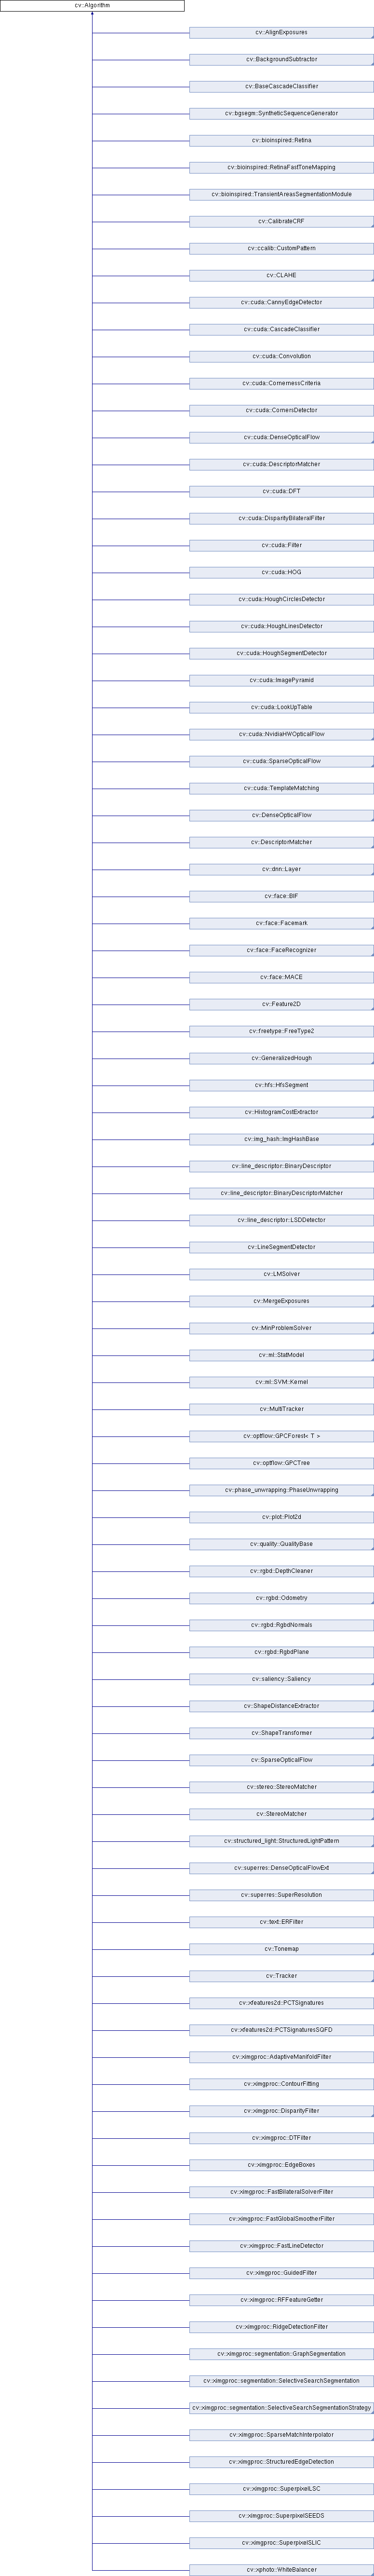 cv::Algorithm
cv::AlignExposures
cv::BackgroundSubtractor
cv::BaseCascadeClassifier
cv::bgsegm::SyntheticSequenceGenerator
cv::bioinspired::Retina
cv::bioinspired::RetinaFastToneMapping
cv::bioinspired::TransientAreasSegmentationModule
cv::CalibrateCRF
cv::ccalib::CustomPattern
cv::CLAHE
cv::cuda::CannyEdgeDetector
cv::cuda::CascadeClassifier
cv::cuda::Convolution
cv::cuda::CornernessCriteria
cv::cuda::CornersDetector
cv::cuda::DenseOpticalFlow
cv::cuda::DescriptorMatcher
cv::cuda::DFT
cv::cuda::DisparityBilateralFilter
cv::cuda::Filter
cv::cuda::HOG
cv::cuda::HoughCirclesDetector
cv::cuda::HoughLinesDetector
cv::cuda::HoughSegmentDetector
cv::cuda::ImagePyramid
cv::cuda::LookUpTable
cv::cuda::NvidiaHWOpticalFlow
cv::cuda::SparseOpticalFlow
cv::cuda::TemplateMatching
cv::DenseOpticalFlow
cv::DescriptorMatcher
cv::dnn::Layer
cv::face::BIF
cv::face::Facemark
cv::face::FaceRecognizer
cv::face::MACE
cv::Feature2D
cv::freetype::FreeType2
cv::GeneralizedHough
cv::hfs::HfsSegment
cv::HistogramCostExtractor
cv::img_hash::ImgHashBase
cv::line_descriptor::BinaryDescriptor
cv::line_descriptor::BinaryDescriptorMatcher
cv::line_descriptor::LSDDetector
cv::LineSegmentDetector
cv::LMSolver
cv::MergeExposures
cv::MinProblemSolver
cv::ml::StatModel
cv::ml::SVM::Kernel
cv::MultiTracker
cv::optflow::GPCForest< T >
cv::optflow::GPCTree
cv::phase_unwrapping::PhaseUnwrapping
cv::plot::Plot2d
cv::quality::QualityBase
cv::rgbd::DepthCleaner
cv::rgbd::Odometry
cv::rgbd::RgbdNormals
cv::rgbd::RgbdPlane
cv::saliency::Saliency
cv::ShapeDistanceExtractor
cv::ShapeTransformer
cv::SparseOpticalFlow
cv::stereo::StereoMatcher
cv::StereoMatcher
cv::structured_light::StructuredLightPattern
cv::superres::DenseOpticalFlowExt
cv::superres::SuperResolution
cv::text::ERFilter
cv::Tonemap
cv::Tracker
cv::xfeatures2d::PCTSignatures
cv::xfeatures2d::PCTSignaturesSQFD
cv::ximgproc::AdaptiveManifoldFilter
cv::ximgproc::ContourFitting
cv::ximgproc::DisparityFilter
cv::ximgproc::DTFilter
cv::ximgproc::EdgeBoxes
cv::ximgproc::FastBilateralSolverFilter
cv::ximgproc::FastGlobalSmootherFilter
cv::ximgproc::FastLineDetector
cv::ximgproc::GuidedFilter
cv::ximgproc::RFFeatureGetter
cv::ximgproc::RidgeDetectionFilter
cv::ximgproc::segmentation::GraphSegmentation
cv::ximgproc::segmentation::SelectiveSearchSegmentation
cv::ximgproc::segmentation::SelectiveSearchSegmentationStrategy
cv::ximgproc::SparseMatchInterpolator
cv::ximgproc::StructuredEdgeDetection
cv::ximgproc::SuperpixelLSC
cv::ximgproc::SuperpixelSEEDS
cv::ximgproc::SuperpixelSLIC
cv::xphoto::WhiteBalancer